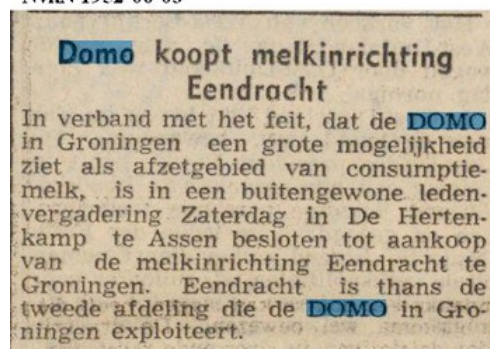 Domo koopt melkinrichting
Eendracht
In verband met het feit, dat de DOMO
in Groningen een grote mogelijkheid
ziet als afzetgebied van consumptie-
melk, is in een buitengewone leden-
vergadering Zaterdag in De Herten-
kamp te Assen besloten tot aankoop
van de melkinrichting Eendracht te
Groningen. Eendracht is thans de
tweede afdeling die de DOMO in Gro-
ningen exploiteert.